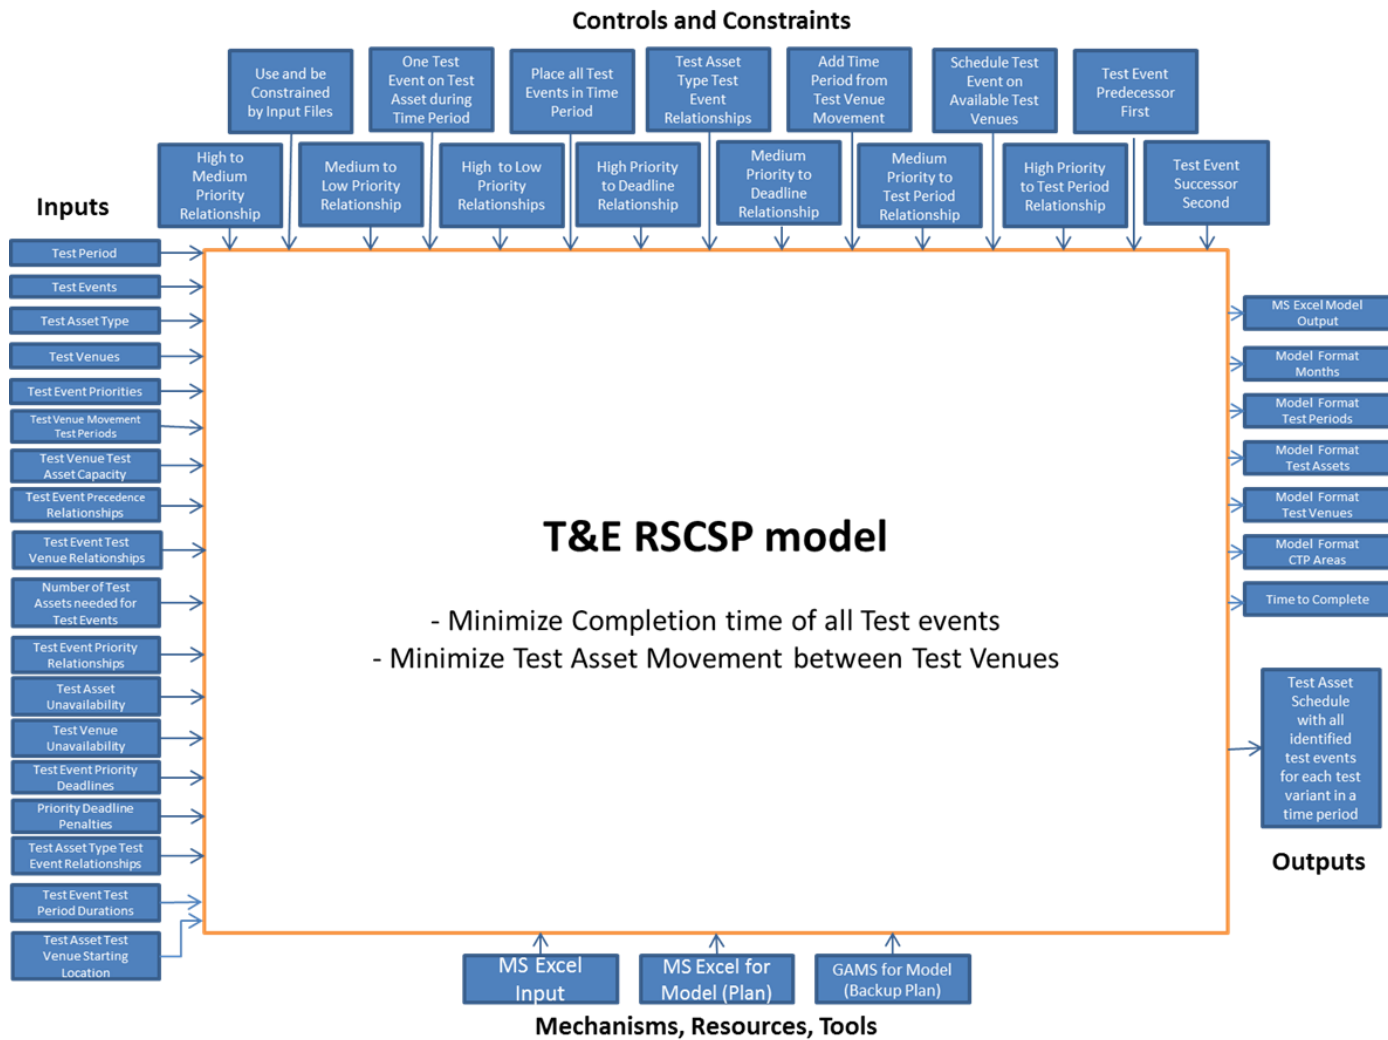 Controls and Constraints
Use and be
Constrained
by Input Files
One Test
Event on Test
Asset during
Time Period
Place all Test
Events in Time
Period
Test Asset
Type Test
Event
Relationships
Add Time
Period from
Test Venue
Movement
Schedule Test
Event on
Available Test
Venues
Test Event
Predecessor
First
High to
Medium
Priority
Relationship
Medium to
Low Priority
Relationship
High to Low
Priority
Relationships
High Priority
to Deadline
Relationship
Medium
Priority to
Deadline
Relationship
Medium
Priority to
Test Period
Relationship
High Priority
to Test Period
Relationship
Test Event
Successor
Second
Inputs
Test Period
Test Events
Test Asset Type
Test Venues
Test Event Priorities
Test Venue Movement
Test Periods
Test Venue Test
Asset Capacity
Test Event Precedence
Relationships
Test Event Test
Venue Relationships
Number of Test
Assets needed for
Test Events
Test Event Priority
Relationships
Test Asset
Unavailability
Test Venue
Unavailability
Test Event Priority
Deadlines
Priority Deadline
Penalties
Test Asset Type Test
Event Relationships
Test Event Test
Period Durations
Test Asset Test
Venue Starting
Location
T&E RSCSP model
- Minimize Completion time of all Test events
- Minimize Test Asset Movement between Test Venues
MS Excel Model
Output
Model Format
Months
Model Format
Test Periods
Model Format
Test Assets
Model Format
Test Venues
Model Format
CTP Areas
Time to Complete
Test Asset
Schedule
with all
identified
test events
for each test
variant in a
time period
Outputs
MS Excel
Input
MS Excel for
Model (Plan)
GAMS for Model
(Backup Plan)
Mechanisms, Resources, Tools